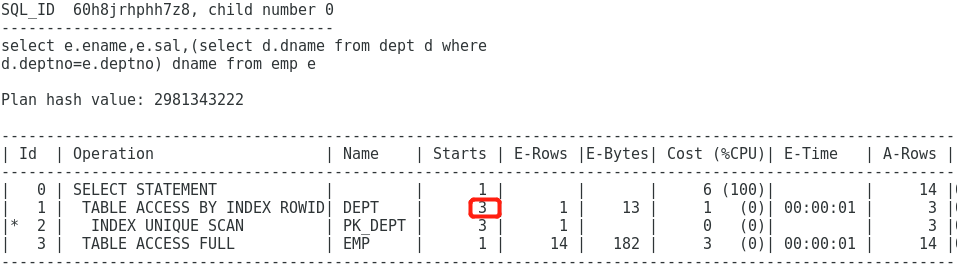 SQL_ID  60h8jrhphh7z8, child number 0
-------------------------------------
select e.ename,e.sal,(select d.dname from dept d where
d.deptno=e.deptno) dname from emp e

Plan hash value: 2981343222

----------------------------------------------------------------------------------------------------------
| Id  | Operation                   | Name    | Starts | E-Rows |E-Bytes| Cost (%CPU)| E-Time   | A-Rows |
----------------------------------------------------------------------------------------------------------
|   0 | SELECT STATEMENT            |         |      1 |        |       |     6 (100)|          |     14 |0
|   1 |  TABLE ACCESS BY INDEX ROWID| DEPT    |      3 |      1 |    13 |     1   (0)| 00:00:01 |      3 |0
|*  2 |   INDEX UNIQUE SCAN         | PK_DEPT |      3 |      1 |       |     0   (0)|          |      3 |0
|   3 |  TABLE ACCESS FULL          | EMP     |      1 |     14 |   182 |     3   (0)| 00:00:01 |     14 |0
----------------------------------------------------------------------------------------------------------